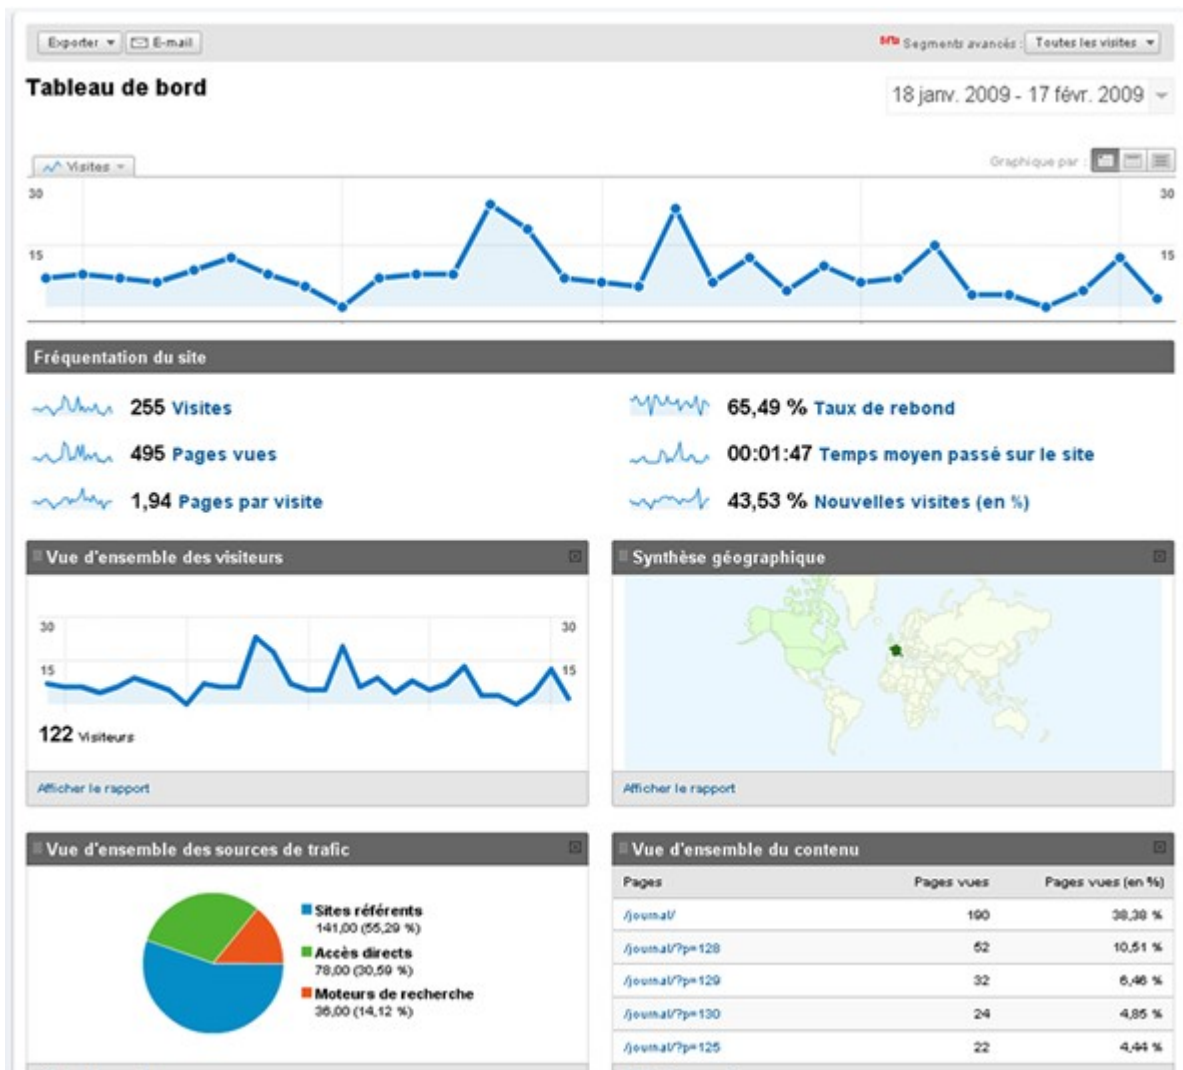 Exporter E-mail
Bêta Segments avancés : Toutes les visites
Tableau de bord
18 janv. 2009 - 17 févr. 2009
Visites
Graphique par :
30 30
15 15
Fréquentation du site
255 Visites
65,49 % Taux de rebond
495 Pages vues
00:01:47 Temps moyen passé sur le site
1,94 Pages par visite
43,53 % Nouvelles visites (en %)
Vue d'ensemble des visiteurs
30 30
15 15
122 Visiteurs
Afficher le rapport
Synthèse géographique
Afficher le rapport
Vue d'ensemble des sources de trafic
Sites référents
141,00 (55,29 %)
Accès directs
78,00 (30,59 %)
Moteurs de recherche
36,00 (14,12 %)
Vue d'ensemble du contenu
Pages Pages vues Pages vues (en %)
/journal/ 190 38,38 %
/journal/?p=128 52 10,51 %
/journal/?p=129 32 6,46 %
/journal/?p=130 24 4,85 %
/journal/?p=125 22 4,44 %